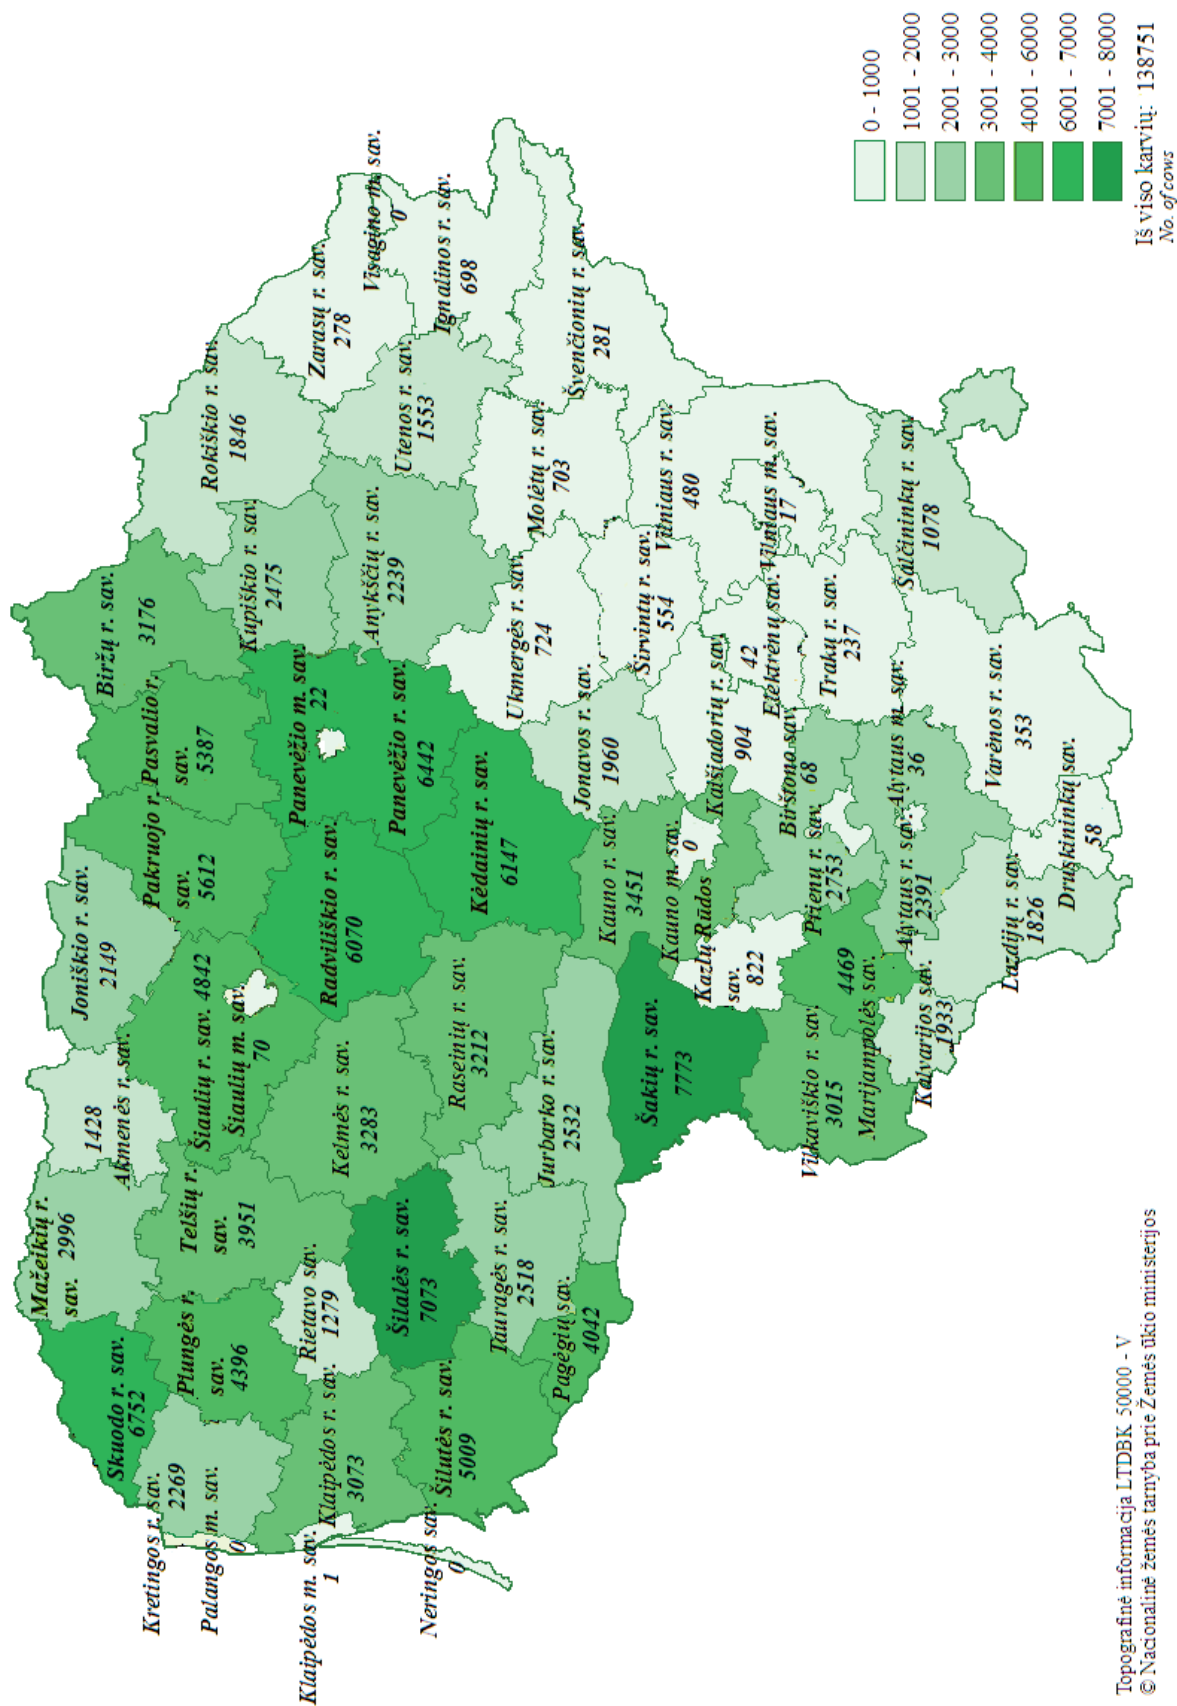 Skuodo r. sav.
6752
Mažeikių r.
sav. 2996
1428
Akmenės r. sav.
Joniškio r. sav.
2149
Pakruojo r.
sav.
5612
Pasvalio r.
sav.
5387
Biržų r. sav.
3176
Rokiškio r. sav.
1846
Kretingos r. sav.
2269
Palangos m. sav.
0
Plungės r.
sav.
4396
Telšių r.
sav.
3951
Šiaulių r. sav. 4842
Šiaulių m. sav.
70
Radviliškio r. sav.
6070
Panevėžio m. sav.
22
Panevėžio r. sav.
6442
Kupiškio r. sav.
2475
Anykščių r. sav.
2239
Utenos r. sav.
1553
Zarasų r. sav.
278
Visagino m. sav.
0
Ignalinos r. sav.
698
Klaipėdos m. sav.
1
Klaipėdos r. sav.
3073
Rietavo sav.
1279
Kelmės r. sav.
3283
Šilalės r. sav.
7073
Neringos sav.
0
Šilutės r. sav.
5009
Tauragės r. sav.
2518
Pagėgių sav.
4042
Jurbarko r. sav.
2532
Raseinių r. sav.
3212
Kėdainių r. sav.
6147
Ukmergės r. sav.
724
Molėtų r. sav.
703
Švenčionių r. sav.
281
Jonavos r. sav.
1960
Širvintų r. sav.
554
Vilniaus r. sav.
480
Vilniaus m. sav.
17
Šakių r. sav.
7773
Kauno r. sav.
3451
Kauno m. sav.
0
Kaišiadorių r. sav.
904
42
Elektrėnų sav.
Trakų r. sav.
237
Kazlų Rūdos
sav.
822
Prienų r. sav.
2753
Birštono sav.
68
Vilkaviškio r. sav.
3015
4469
Marijampolės sav.
Kalvarijos sav.
1933
Alytaus r. sav.
2391
Alytaus m. sav.
36
Lazdijų r. sav.
1826
Druskininkų sav.
58
Varėnos r. sav.
353
Šalčininkų r. sav.
1078
0 - 1000
1001 - 2000
2001 - 3000
3001 - 4000
4001 - 6000
6001 - 7000
7001 - 8000
Iš viso karvių: 138751
No. of cows
Topografinė informacija LTDBK 50000 - V
© Nacionalinė žemės tarnyba prie Žemės ūkio ministerijos